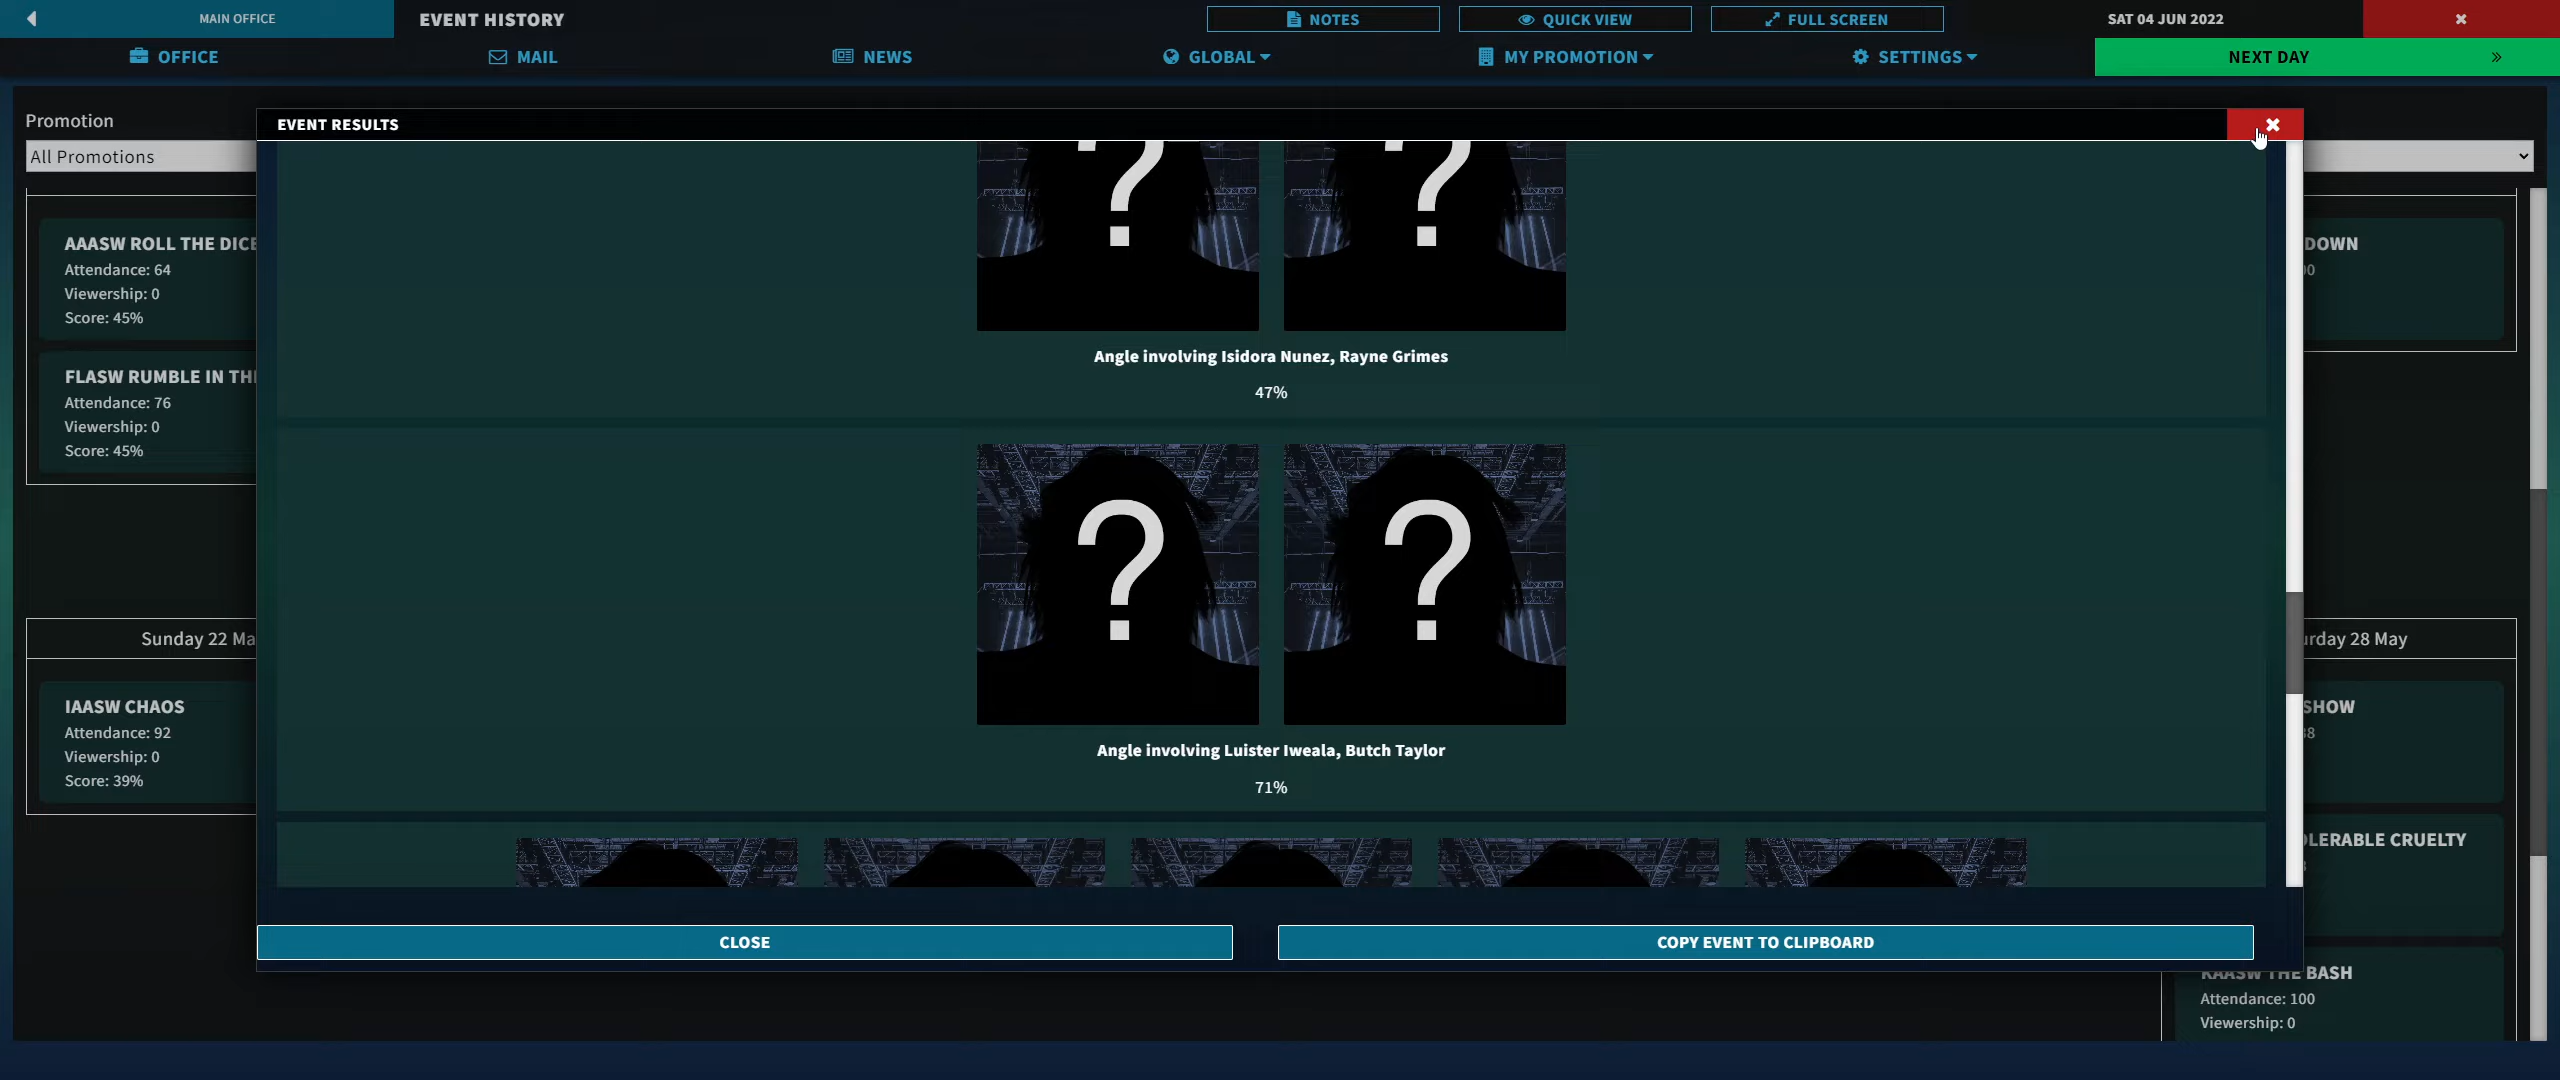 MAIN OFFICE
EVENT HISTORY
NOTES
QUICK VIEW
FULL SCREEN
SAT 04 JUN 2022
OFFICE
MAIL
NEWS
GLOBAL
MY PROMOTION
SETTINGS
NEXT DAY
Promotion
All Promotions
EVENT RESULTS
AAASW ROLL THE DICE
Attendance: 64
Viewership: 0
Score: 45%
FLASW RUMBLE IN TH
Attendance: 76
Viewership: 0
Score: 45%
Sunday 22 Ma
IAASW CHAOS
Attendance: 92
Viewership: 0
Score: 39%
?
?
Angle involving Isidora Nunez, Rayne Grimes
47%
?
?
Angle involving Luister Iweala, Butch Taylor
71%
CLOSE
COPY EVENT TO CLIPBOARD
DOWN
00
urday 28 May
SHOW
38
OLERABLE CRUELTY
KAASW THE BASH
Attendance: 100
Viewership: 0